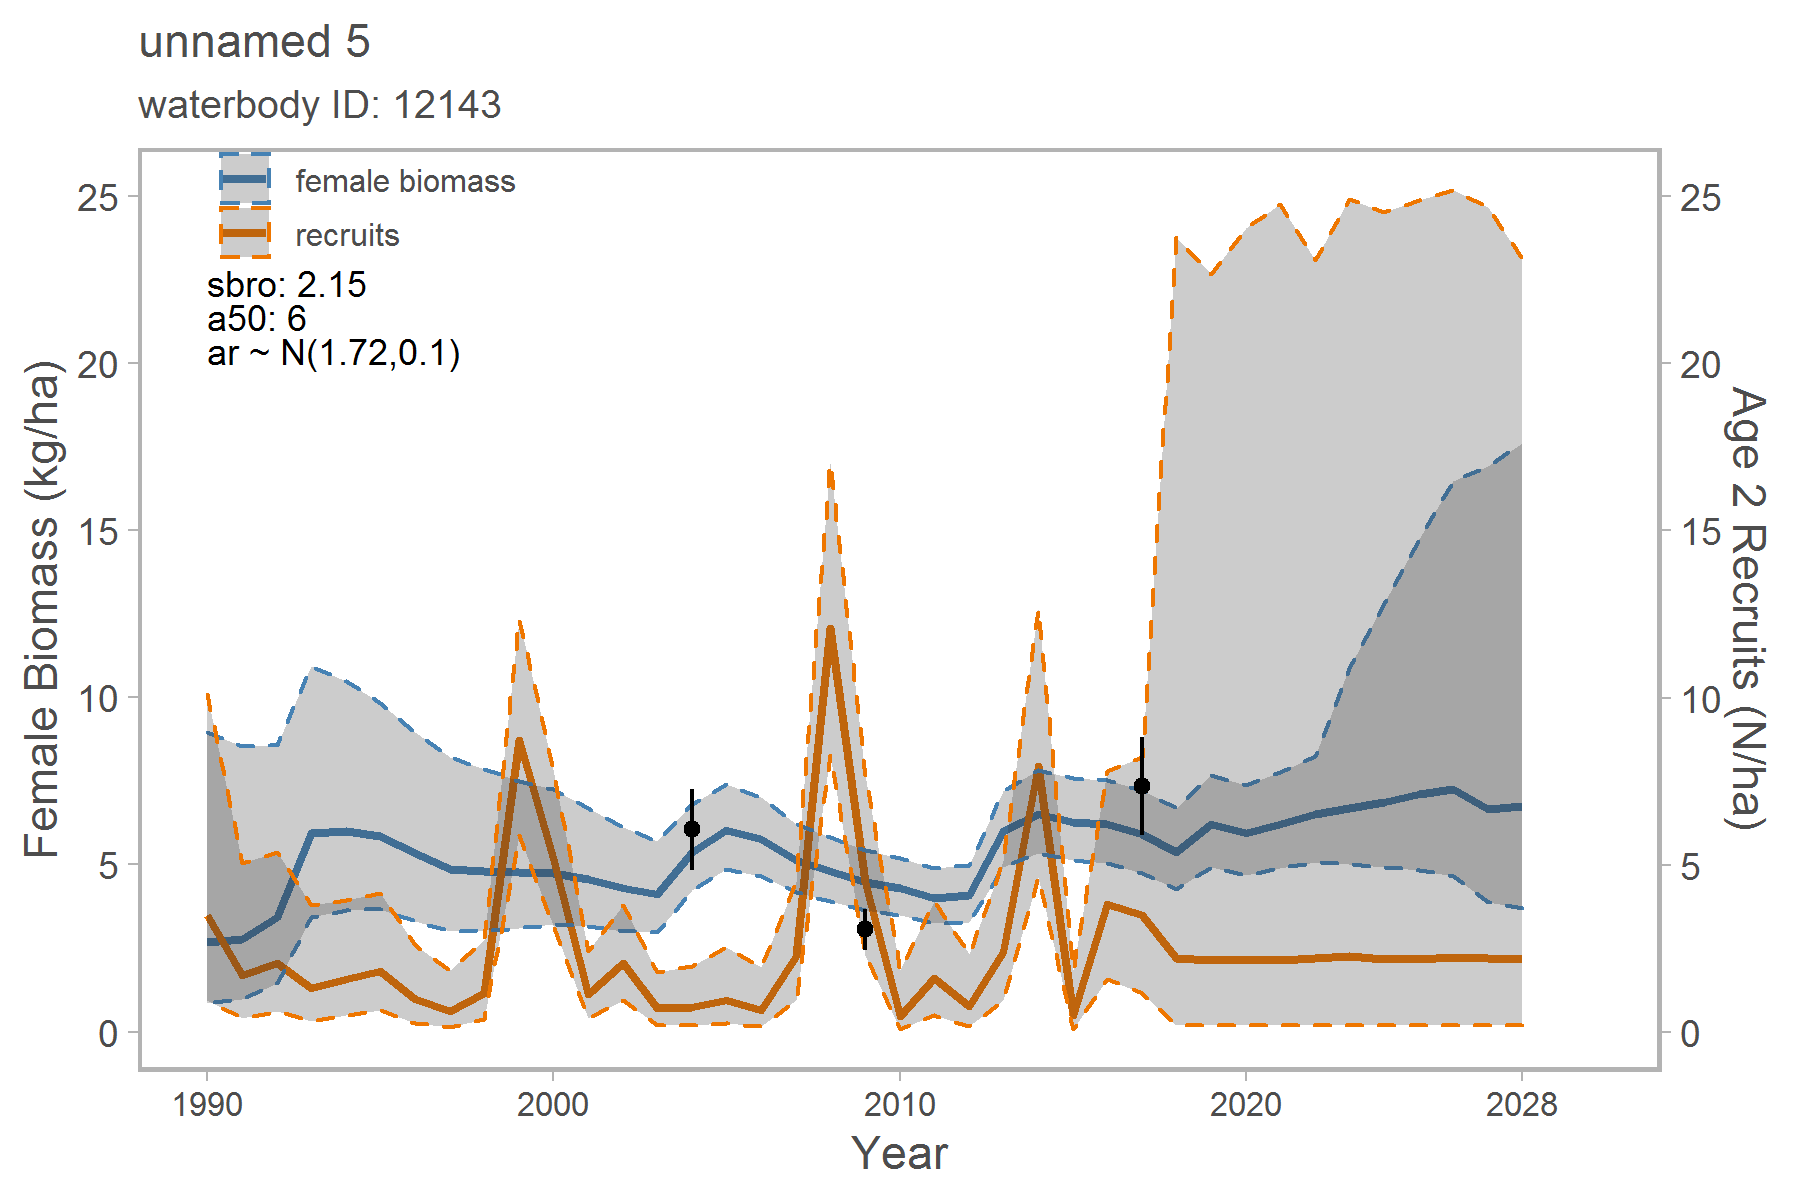 unnamed 5
waterbody ID: 12143
female biomass
recruits
sbro: 2.15
a50: 6
ar ~ N(1.72,0.1)
Female Biomass (kg/ha)
25
20
15
10
5
0
25
20
15
10
5
0
Age 2 Recruits (N/ha)
1990
2000
2010
2020
2028
Year